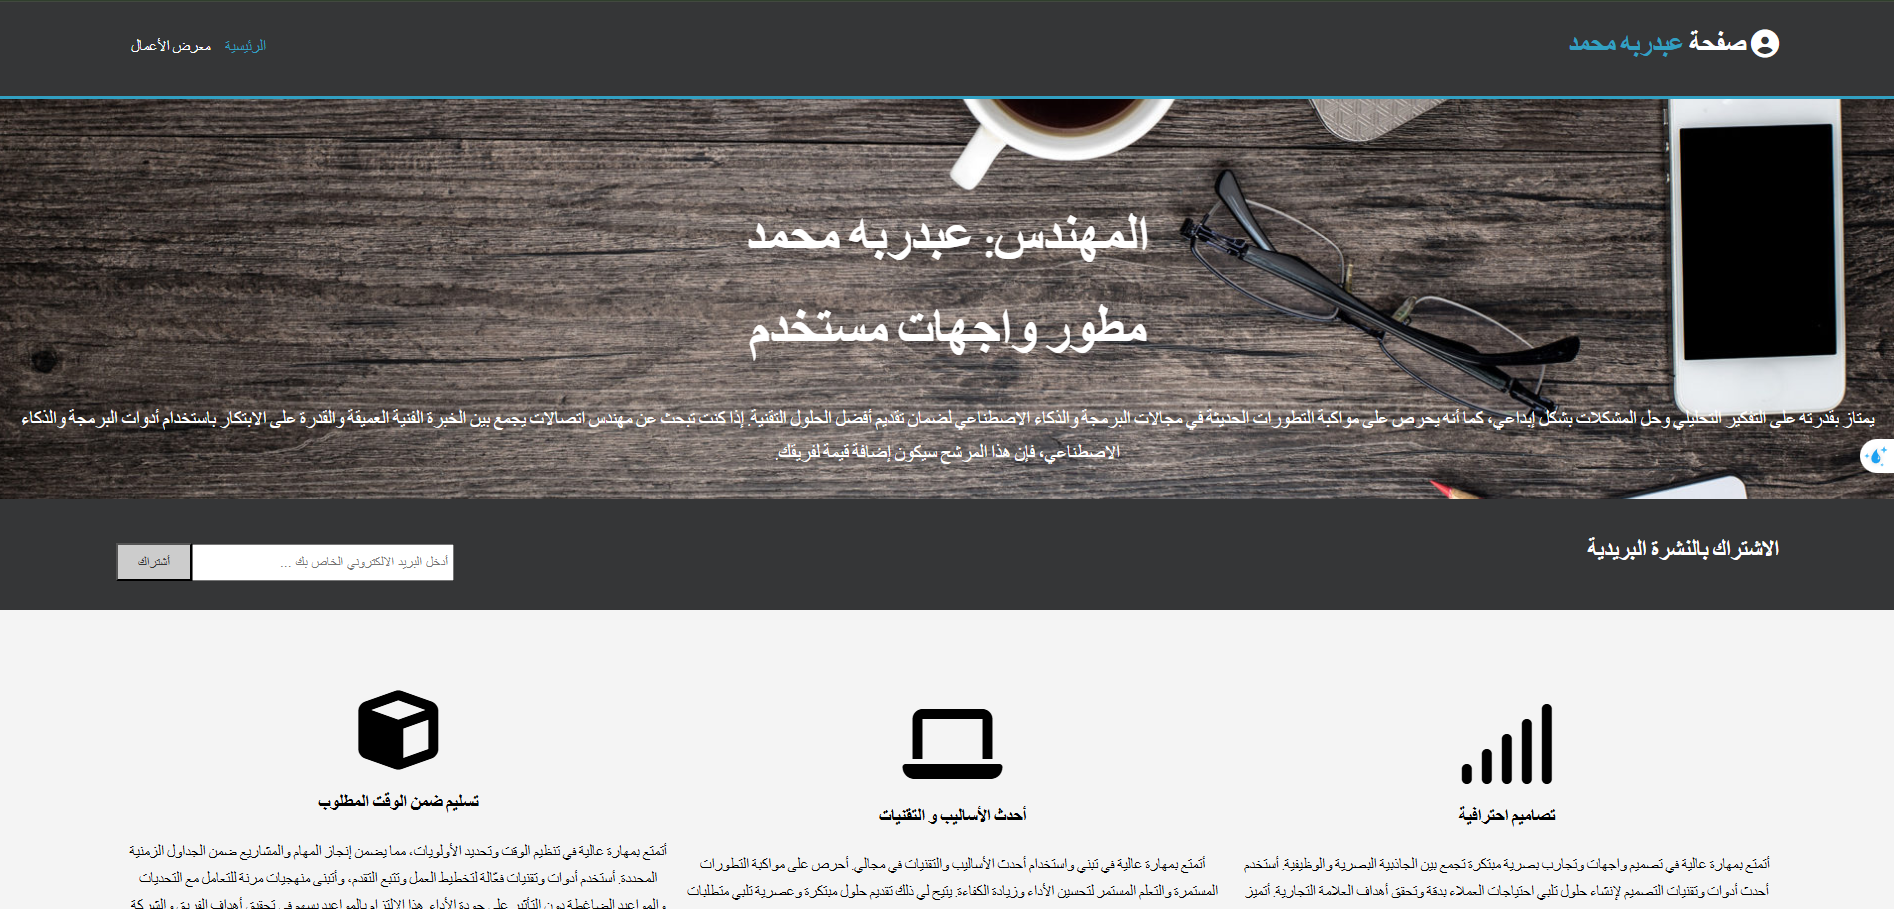 صفحة عبدربه محمد
الرئيسية
معرض الأعمال
المهندس: عبدربه محمد
مطور واجهات مستخدم
يمتاز بقدرته على التفكير التحليلي وحل المشكلات بشكل إبداعي، كما أنه يحرص على مواكبة التطورات الحديثة في مجالات البرمجة والذكاء الاصطناعي لضمان تقديم أفضل الحلول التقنية. إذا كنت تبحث عن مهندس اتصالات يجمع بين الخبرة الفنية العميقة والقدرة على الابتكار باستخدام أدوات البرمجة والذكاء
الاصطناعي، فإن هذا المرشح سيكون إضافة قيمة لفريقك.
الاشتراك بالنشرة البريدية
أدخل البريد الالكتروني الخاص بك ...
أشتراك
تصاميم احترافية
أتمتع بمهارة عالية في تصميم واجهات وتجارب بصرية مبتكرة تجمع بين الجاذبية البصرية والوظيفية. أستخدم
أحدث أدوات وتقنيات التصميم لإنشاء حلول تلبي احتياجات العملاء بدقة وتحقق أهداف العلامة التجارية. أتميز
أحدث الأساليب و التقنيات
أتمتع بمهارة عالية في تبني واستخدام أحدث الأساليب والتقنيات في مجالي. أحرص على مواكبة التطورات
المستمرة والتعلم المستمر لتحسين الأداء وزيادة الكفاءة. يتيح لي ذلك تقديم حلول مبتكرة وعصرية تلبي متطلبات
تسليم ضمن الوقت المطلوب
أتمتع بمهارة عالية في تنظيم الوقت وتحديد الأولويات، مما يضمن إنجاز المهام والمشاريع ضمن الجداول الزمنية
المحددة. أستخدم أدوات وتقنيات فعّالة لتخطيط العمل وتتبع التقدم، وأتبنى منهجيات مرنة للتعامل مع التحديات
والمواعيد الضاغطة دون التأثير على جودة الأداء. هذا الالتزام بالمواعيد يسهم في تحقيق أهداف الفريق والشركة